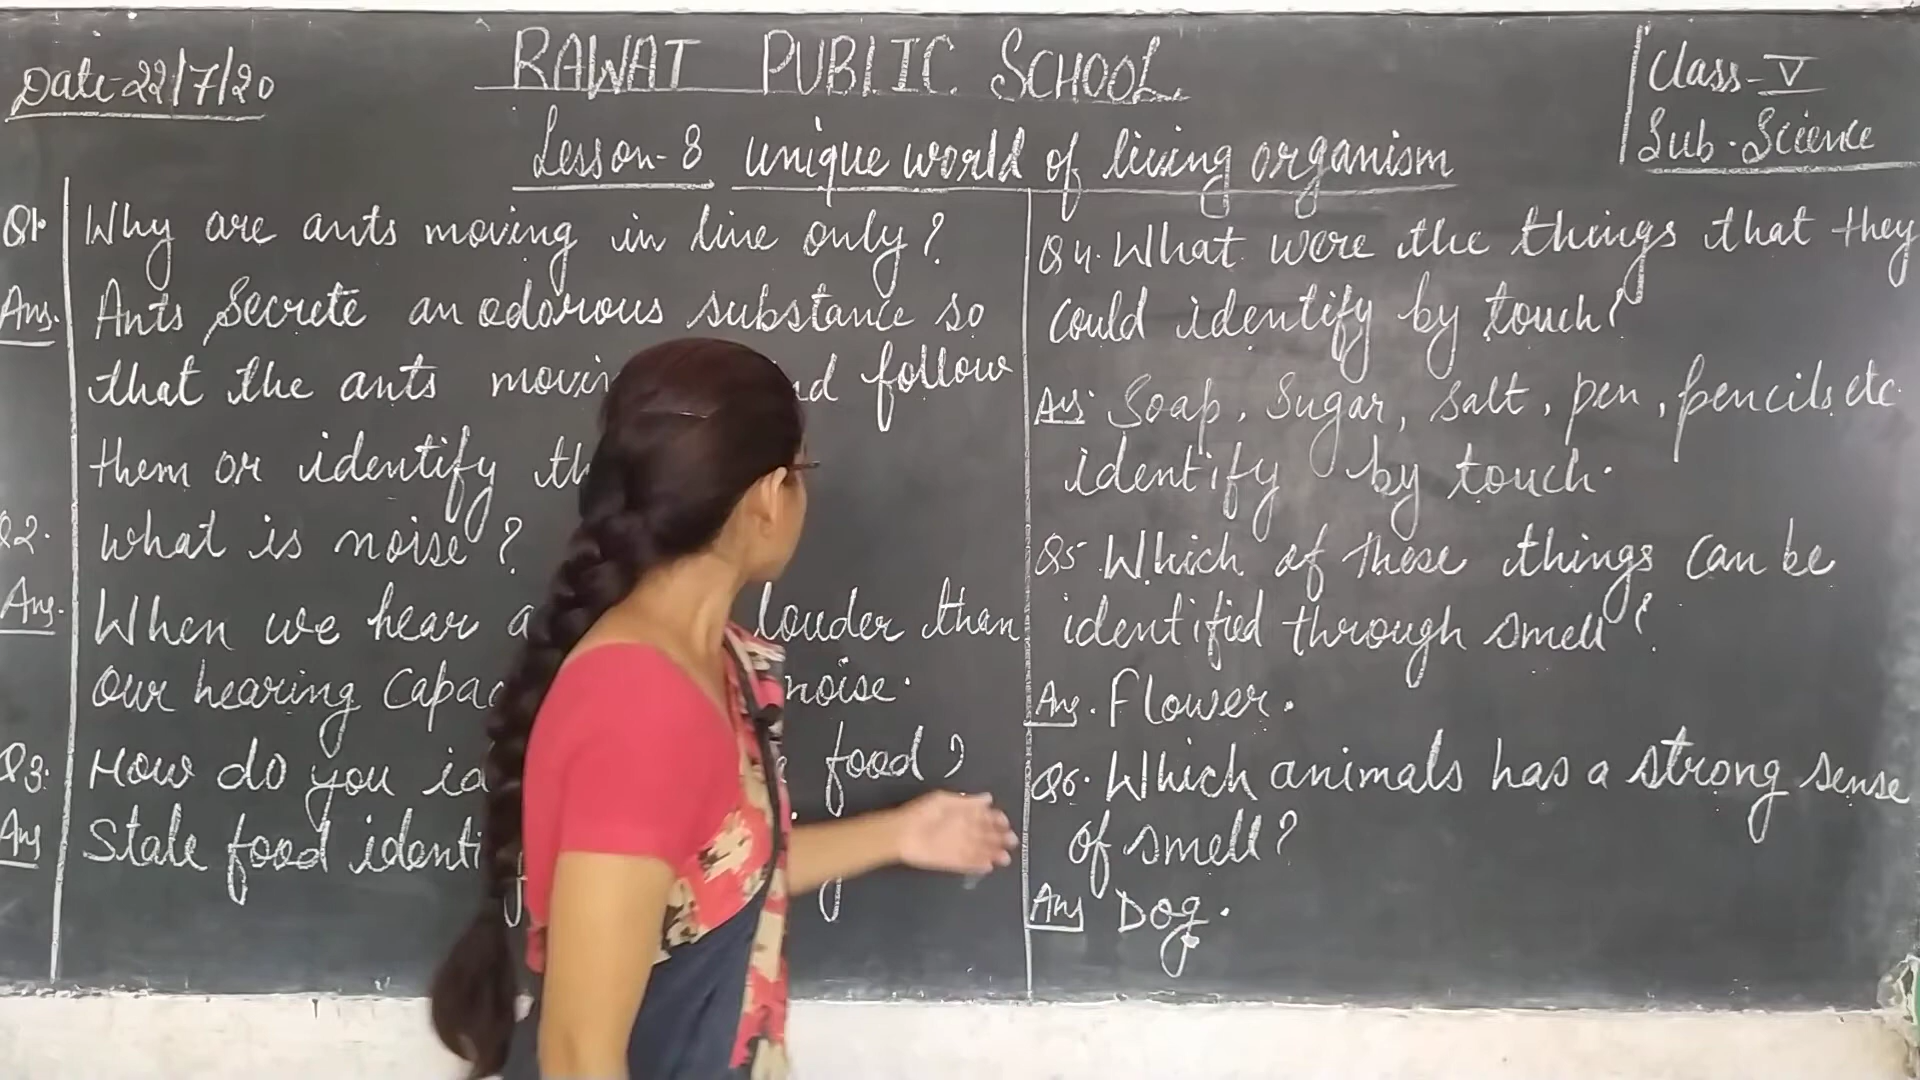 Date-22/7/20
RAWAT PUBLIC SCHOOL
Class-V
Sub. Science
Lesson-8 unique world of living organism
Q1. Why are ants moving in line only?
Ans. Ants Secrete an odorous substance so
that the ants follow
them or identify
Q2. What is noise?
Ans. When we hear a louder than
our hearing noise.
Q3. How do you food?
Ans State food
Q4. What were the things that they
could identify by touch?
Ans. Soap, Sugar, salt, pen, pencils etc.
identify by touch.
Q5 Which of these things can be
identified through smell?
Ans. Flower.
Q6. Which animals has a strong sense
of smell?
Ans Dog.